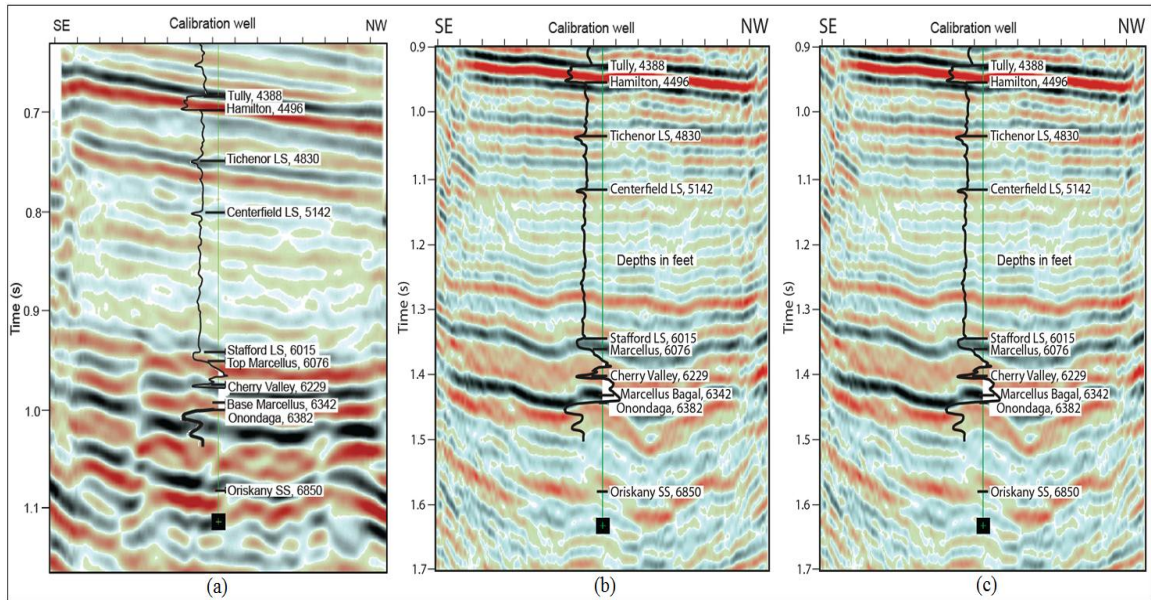 SE Calibration well NW
Time (s)
0.7
0.8
0.9
1.0
1.1
Tully, 4388
Hamilton, 4496
Tichenor LS, 4830
Centerfield LS, 5142
Stafford LS, 6015
Top Marcellus, 6076
Cherry Valley, 6229
Base Marcellus, 6342
Onondaga, 6382
Oriskany SS, 6850
(a)
SE Calibration well NW
Time (s)
0.9
1.0
1.1
1.2
1.3
1.4
1.5
1.6
1.7
Tully, 4388
Hamilton, 4496
Tichenor LS, 4830
Centerfield LS, 5142
Depths in feet
Stafford LS, 6015
Marcellus, 6076
Cherry Valley, 6229
Marcellus Bagal, 6342
Onondaga, 6382
Oriskany SS, 6850
(b)
SE Calibration well NW
Time (s)
0.9
1.0
1.1
1.2
1.3
1.4
1.5
1.6
1.7
Tully, 4388
Hamilton, 4496
Tichenor LS, 4830
Centerfield LS, 5142
Depths in feet
Stafford LS, 6015
Marcellus, 6076
Cherry Valley, 6229
Marcellus Bagal, 6342
Onondaga, 6382
Oriskany SS, 6850
(c)